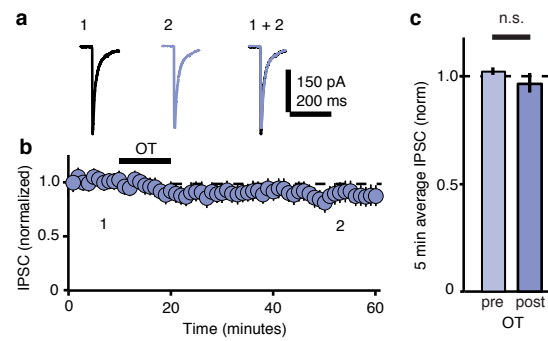 a
1 2 1 + 2
150 pA
200 ms
b
OT
IPSC (normalized)
1.0
0.5
0
1 2
0 20 40 60
Time (minutes)
c
n.s.
5 min average IPSC (norm)
1.0
0.5
0
pre post
OT